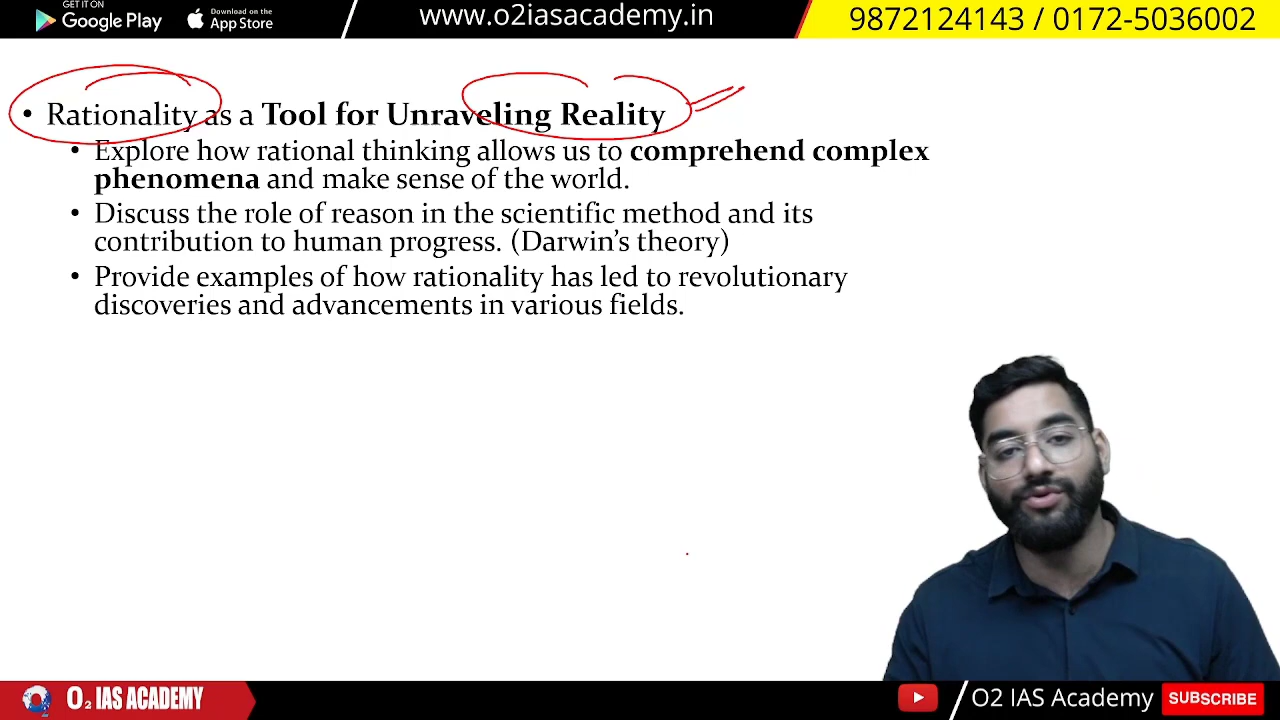 GET IT ON
Google Play
Download on the
App Store
www.o2iasacademy.in
9872124143 / 0172-5036002
• Rationality as a Tool for Unraveling Reality
• Explore how rational thinking allows us to comprehend complex
phenomena and make sense of the world.
• Discuss the role of reason in the scientific method and its
contribution to human progress. (Darwin's theory)
• Provide examples of how rationality has led to revolutionary
discoveries and advancements in various fields.
O₂ IAS ACADEMY
O2 IAS Academy
SUBSCRIBE